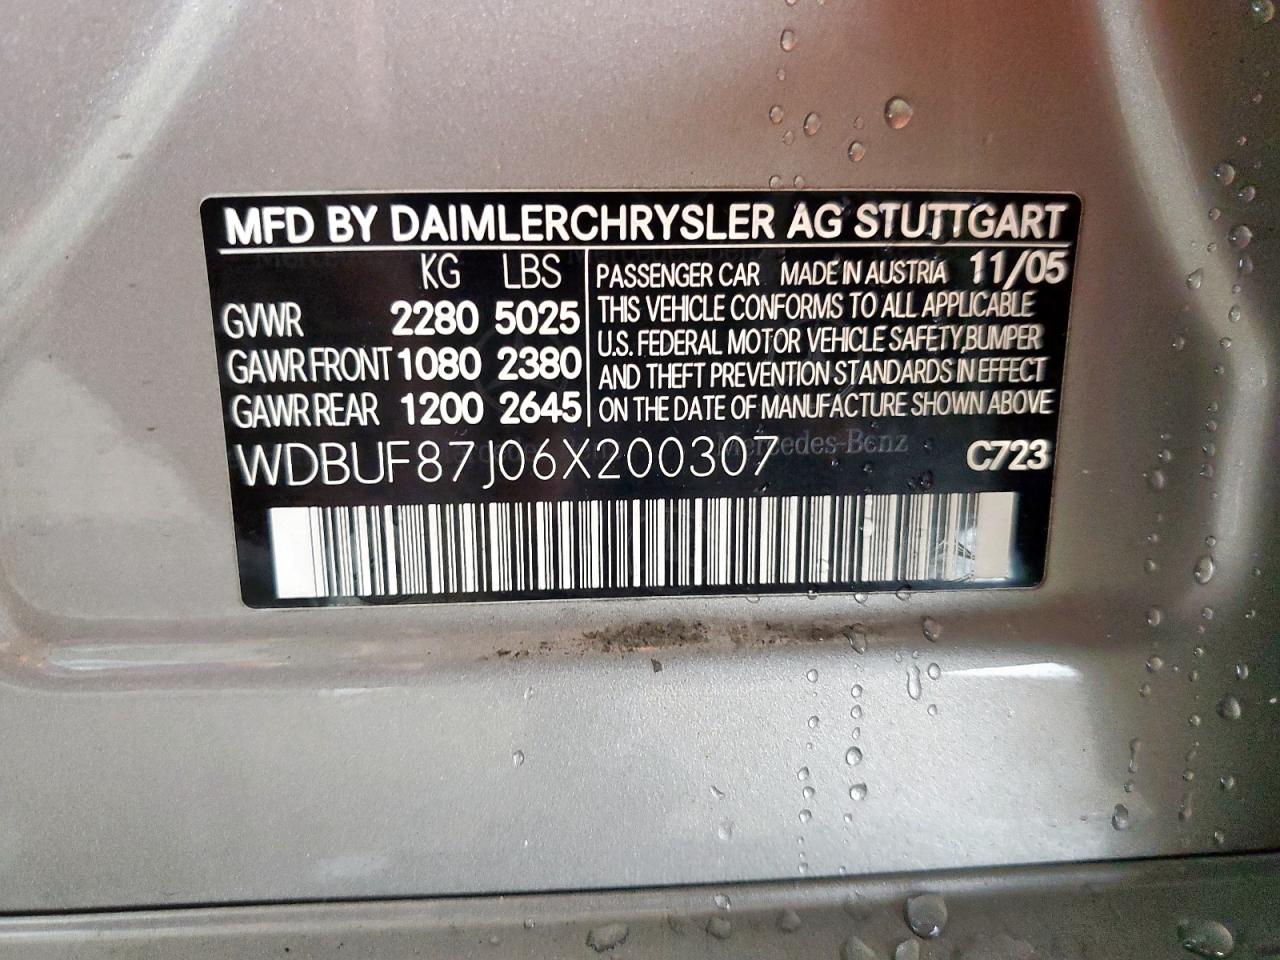 MFD BY DAIMLERCHRYSLER AG STUTTGART
KG LBS
GVWR 2280 5025
GAWR FRONT 1080 2380
GAWR REAR 1200 2645
PASSENGER CAR MADE IN AUSTRIA 11/05
THIS VEHICLE CONFORMS TO ALL APPLICABLE
U.S. FEDERAL MOTOR VEHICLE SAFETY,BUMPER
AND THEFT PREVENTION STANDARDS IN EFFECT
ON THE DATE OF MANUFACTURE SHOWN ABOVE
WDBUF87J06X200307 Mercedes-Benz C723